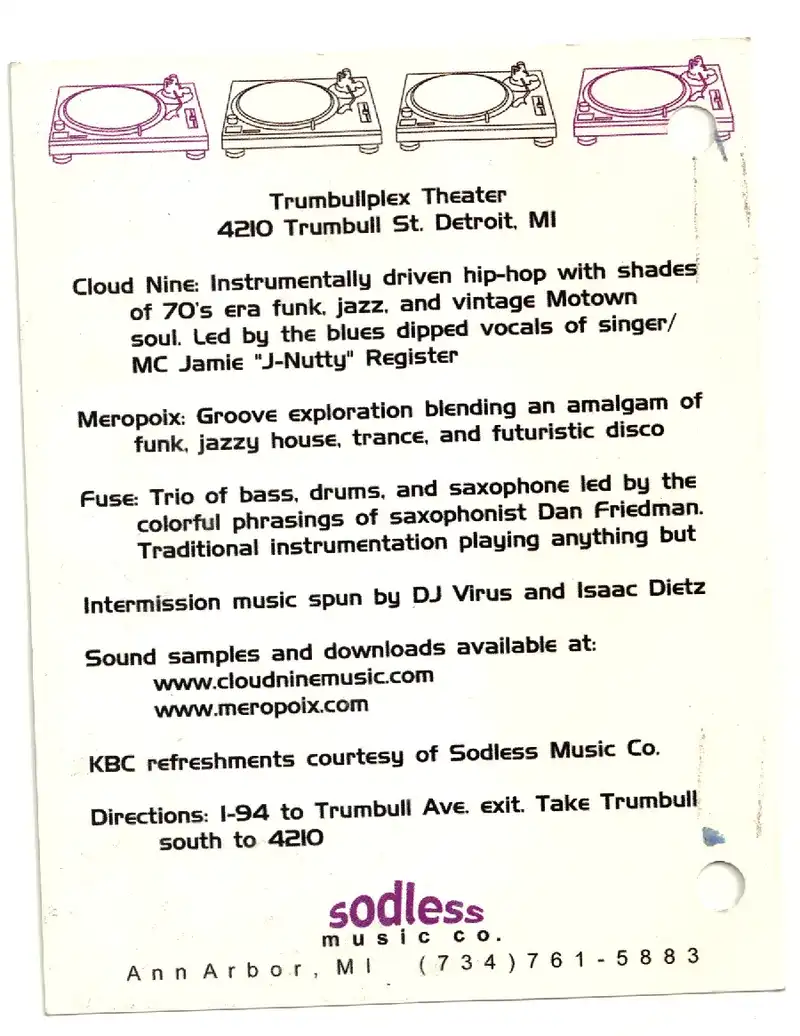 Trumbullplex Theater
4210 Trumbull St. Detroit, MI
Cloud Nine: Instrumentally driven hip-hop with shades
of 70's era funk, jazz, and vintage Motown
soul. Led by the blues dipped vocals of singer/
MC Jamie "J-Nutty" Register
Meropoix: Groove exploration blending an amalgam of
funk, jazzy house, trance, and futuristic disco
Fuse: Trio of bass, drums, and saxophone led by the
colorful phrasings of saxophonist Dan Friedman.
Traditional instrumentation playing anything but
Intermission music spun by DJ Virus and Isaac Dietz
Sound samples and downloads available at:
www.cloudninemusic.com
www.meropoix.com
KBC refreshments courtesy of Sodless Music Co.
Directions: I-94 to Trumbull Ave. exit. Take Trumbull
south to 4210
sodless
music co.
Ann Arbor, MI (734)761-5883